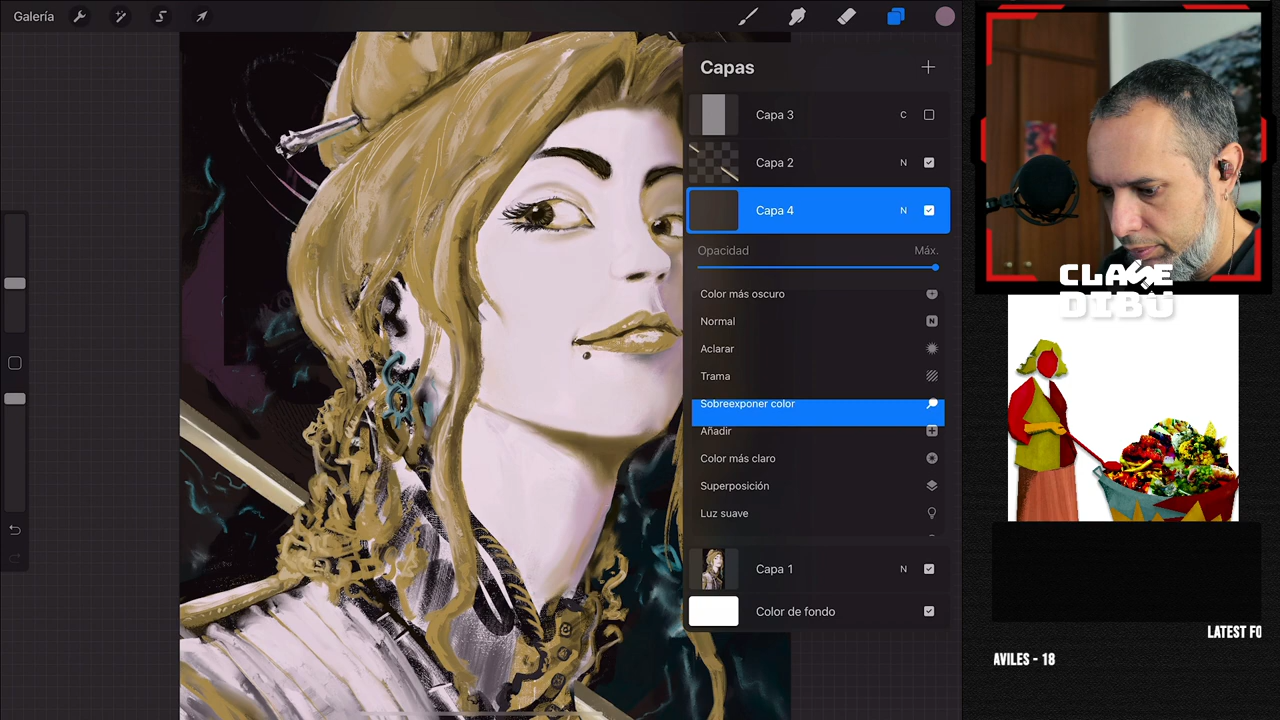 Galería
Capas
Capa 3
C
Capa 2
N
Capa 4
N
Opacidad
Máx.
Color más oscuro
Normal
N
Aclarar
Trama
Sobreexponer color
Añadir
Color más claro
Superposición
Luz suave
Capa 1
N
Color de fondo
CLASE
DIBU
LATEST FO
AVILES - 18